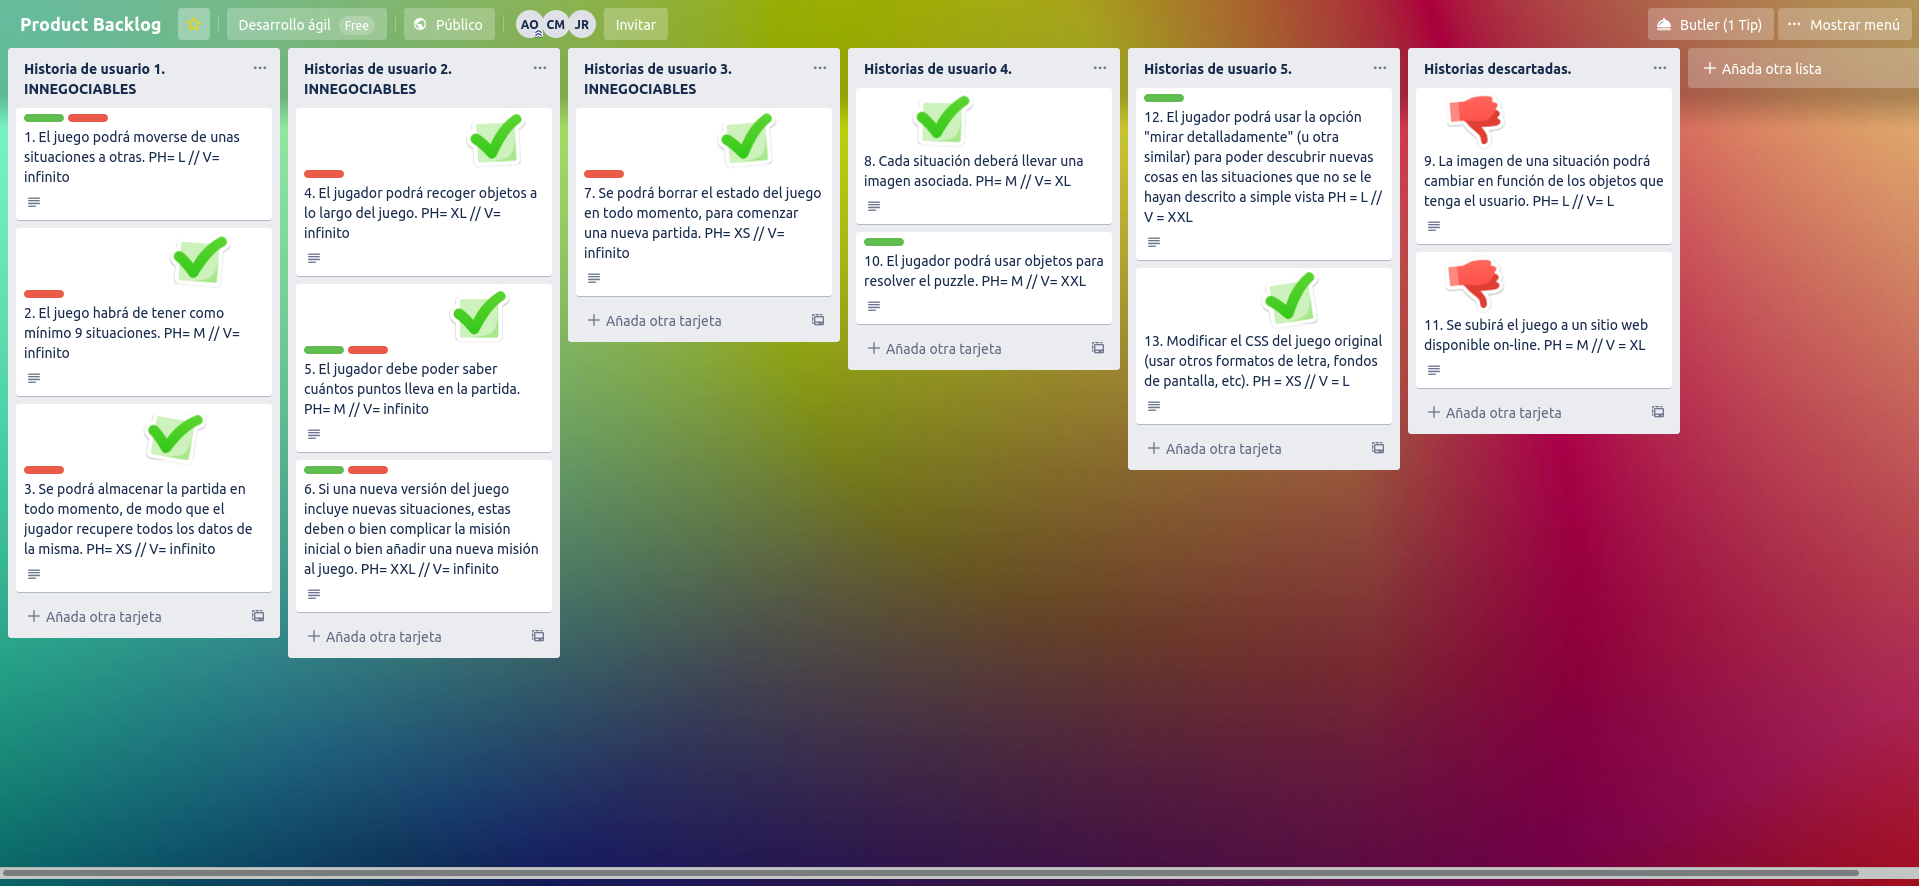 Product Backlog
Desarrollo ágil Free
Público
AO CM JR
Invitar
Butler (1 Tip)
Mostrar menú
Historia de usuario 1.
INNEGOCIABLES
1. El juego podrá moverse de unas
situaciones a otras. PH= L // V=
infinito
2. El juego habrá de tener como
mínimo 9 situaciones. PH= M // V=
infinito
3. Se podrá almacenar la partida en
todo momento, de modo que el
jugador recupere todos los datos de
la misma. PH= XS // V= infinito
+ Añada otra tarjeta
Historias de usuario 2.
INNEGOCIABLES
4. El jugador podrá recoger objetos a
lo largo del juego. PH= XL // V=
infinito
5. El jugador debe poder saber
cuántos puntos lleva en la partida.
PH= M // V= infinito
6. Si una nueva versión del juego
incluye nuevas situaciones, estas
deben o bien complicar la misión
inicial o bien añadir una nueva misión
al juego. PH= XXL // V= infinito
+ Añada otra tarjeta
Historias de usuario 3.
INNEGOCIABLES
7. Se podrá borrar el estado del juego
en todo momento, para comenzar
una nueva partida. PH= XS // V=
infinito
+ Añada otra tarjeta
Historias de usuario 4.
8. Cada situación deberá llevar una
imagen asociada. PH= M // V= XL
10. El jugador podrá usar objetos para
resolver el puzzle. PH= M // V= XXL
+ Añada otra tarjeta
Historias de usuario 5.
12. El jugador podrá usar la opción
"mirar detalladamente" (u otra
similar) para poder descubrir nuevas
cosas en las situaciones que no se le
hayan descrito a simple vista PH = L //
V = XXL
13. Modificar el CSS del juego original
(usar otros formatos de letra, fondos
de pantalla, etc). PH = XS // V = L
+ Añada otra tarjeta
Historias descartadas.
9. La imagen de una situación podrá
cambiar en función de los objetos que
tenga el usuario. PH= L // V= L
11. Se subirá el juego a un sitio web
disponible on-line. PH = M // V = XL
+ Añada otra tarjeta
+ Añada otra lista